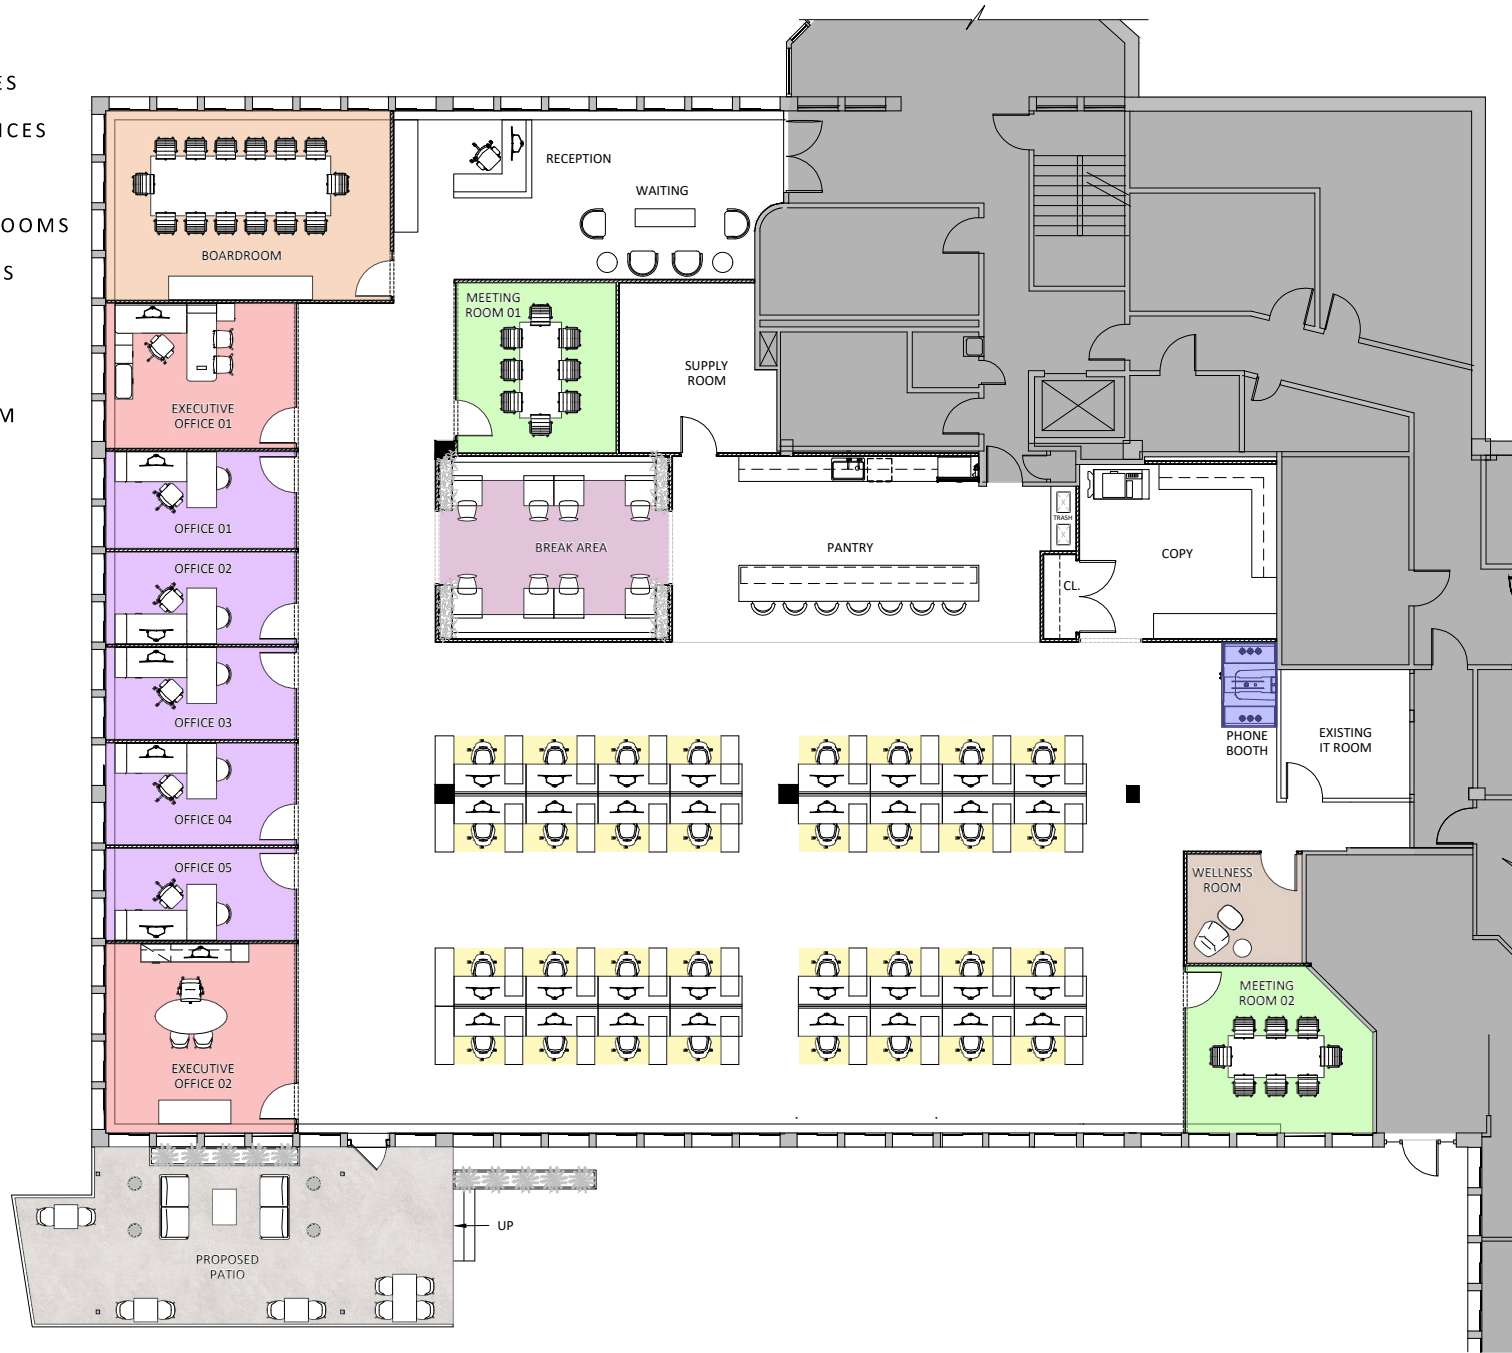 ES
ICES
OOMS
S
M
RECEPTION
WAITING
BOARDROOM
MEETING
ROOM 01
SUPPLY
ROOM
EXECUTIVE
OFFICE 01
OFFICE 01
BREAK AREA
PANTRY
TRASH
COPY
CL.
OFFICE 02
OFFICE 03
PHONE
BOOTH
EXISTING
IT ROOM
OFFICE 04
OFFICE 05
WELLNESS
ROOM
MEETING
ROOM 02
EXECUTIVE
OFFICE 02
UP
PROPOSED
PATIO